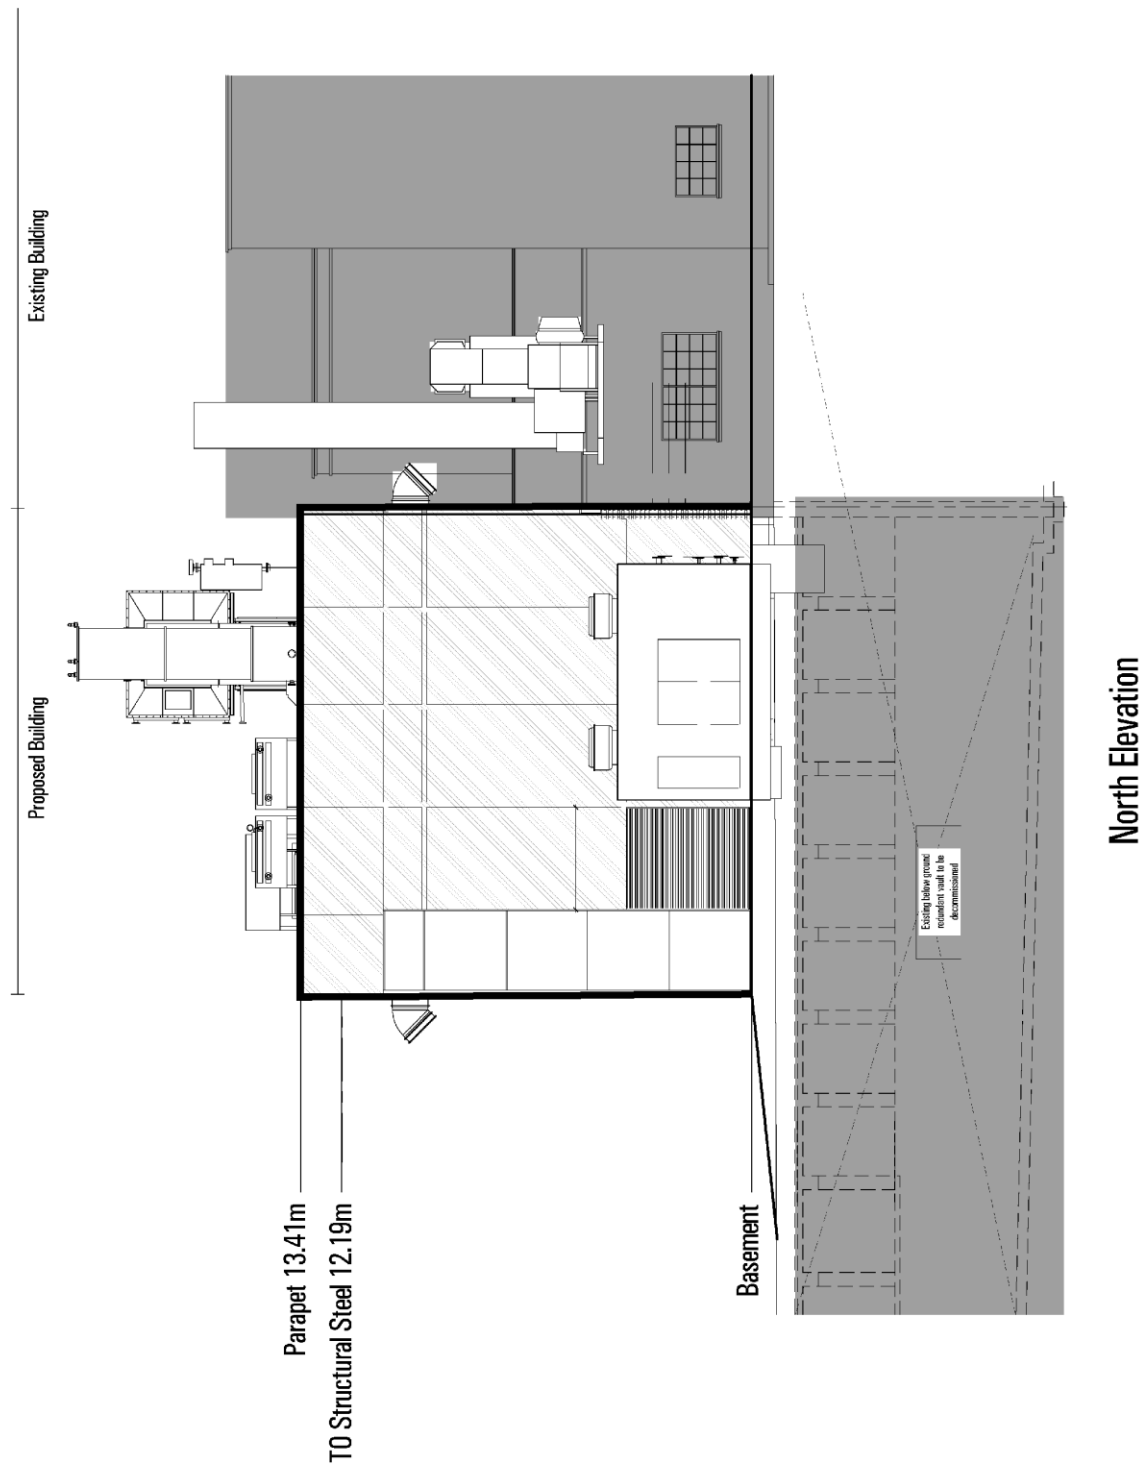 Proposed Building
Existing Building
Parapet 13.41m
TO Structural Steel 12.19m
Basement
Existing below ground
redundant vault to be
decommissioned
North Elevation